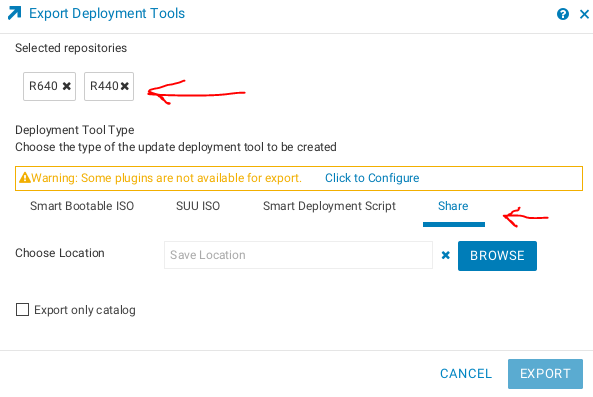 Export Deployment Tools
Selected repositories
R640 R440
Deployment Tool Type
Choose the type of the update deployment tool to be created
Warning: Some plugins are not available for export. Click to Configure
Smart Bootable ISO SUU ISO Smart Deployment Script Share
Choose Location Save Location BROWSE
Export only catalog
CANCEL EXPORT